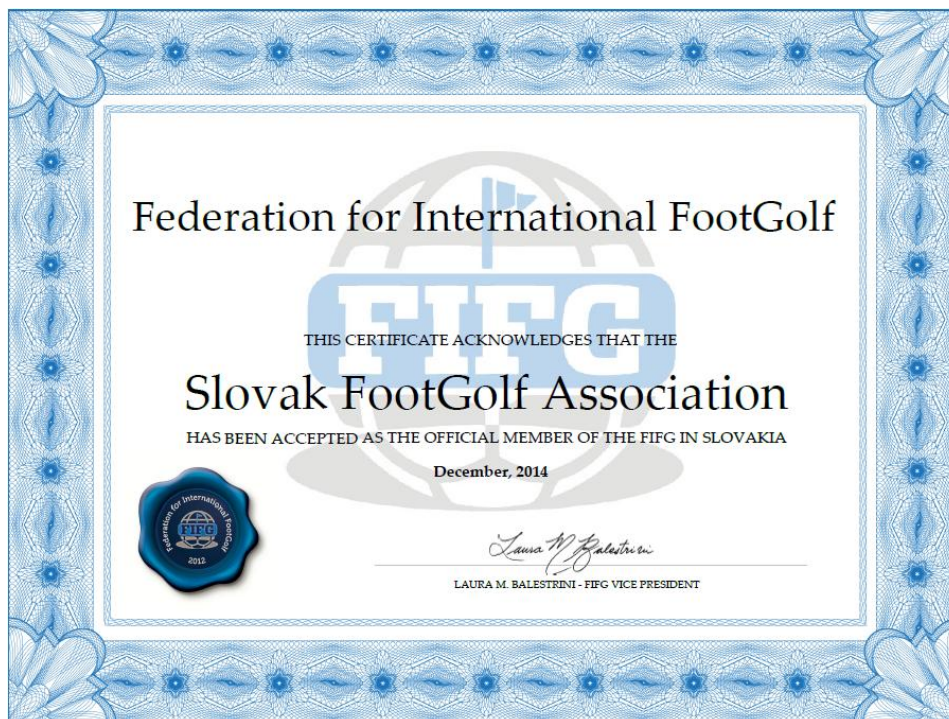 Federation for International FootGolf
FIFG
THIS CERTIFICATE ACKNOWLEDGES THAT THE
Slovak FootGolf Association
HAS BEEN ACCEPTED AS THE OFFICIAL MEMBER OF THE FIFG IN SLOVAKIA
December, 2014
Federation for International FootGolf
FIFG
2012
Laura M Balestrini
LAURA M. BALESTRINI - FIFG VICE PRESIDENT